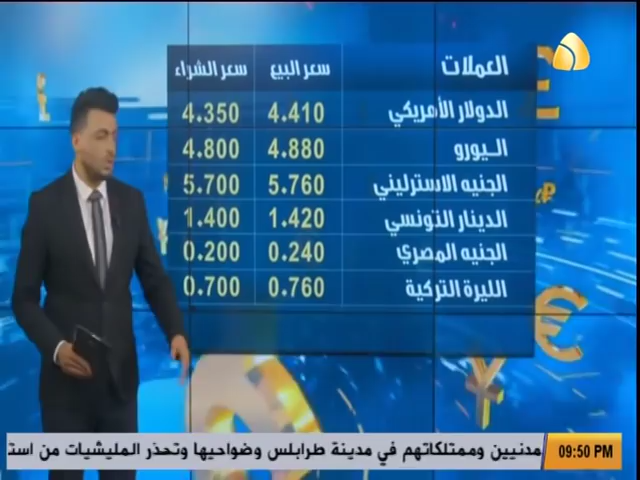 العملات سعر البيع سعر الشراء
الدولار الأمريكي 4.410 4.350
اليورو 4.880 4.800
الجنيه الاسترليني 5.760 5.700
الدينار التونسي 1.420 1.400
الجنيه المصري 0.240 0.200
الليرة التركية 0.760 0.700
09:50 PM مدنيين وممتلكاتهم في مدينة طرابلس وضواحيها وتحذر المليشيات من است